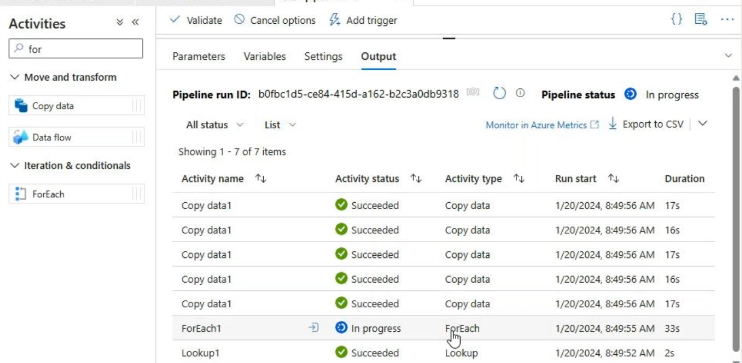 Activities
for
Move and transform
Copy data
Data flow
Iteration & conditionals
ForEach
Validate Cancel options Add trigger
Parameters Variables Settings Output
Pipeline run ID: b0fbc1d5-ce84-415d-a162-b2c3a0db9318 Pipeline status In progress
All status List Monitor in Azure Metrics Export to CSV
Showing 1 - 7 of 7 items
Activity name Activity status Activity type Run start Duration
Copy data1 Succeeded Copy data 1/20/2024, 8:49:56 AM 17s
Copy data1 Succeeded Copy data 1/20/2024, 8:49:56 AM 16s
Copy data1 Succeeded Copy data 1/20/2024, 8:49:56 AM 17s
Copy data1 Succeeded Copy data 1/20/2024, 8:49:56 AM 16s
Copy data1 Succeeded Copy data 1/20/2024, 8:49:56 AM 17s
ForEach1 In progress ForEach 1/20/2024, 8:49:55 AM 33s
Lookup1 Succeeded Lookup 1/20/2024, 8:49:52 AM 2s